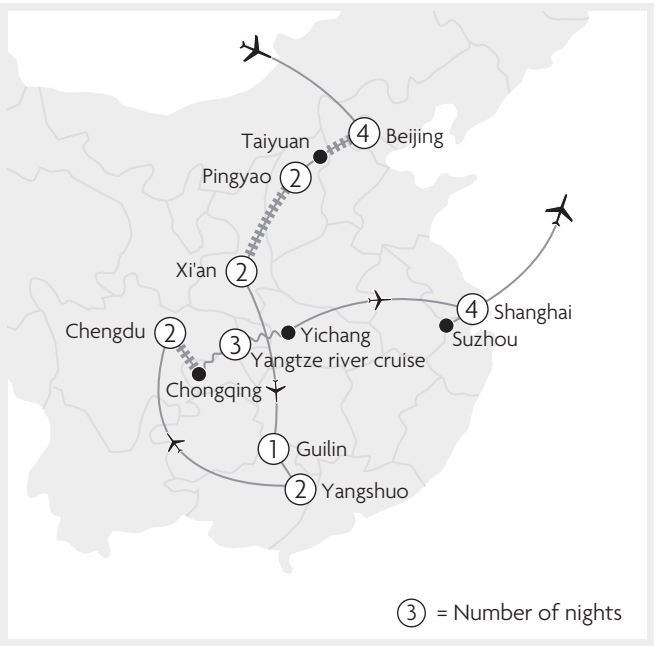 4 Beijing
Taiyuan
Pingyao 2
Xi'an 2
4 Shanghai
Suzhou
Chengdu 2
Yichang
3
Yangtze river cruise
Chongqing
1 Guilin
2 Yangshuo
3 = Number of nights